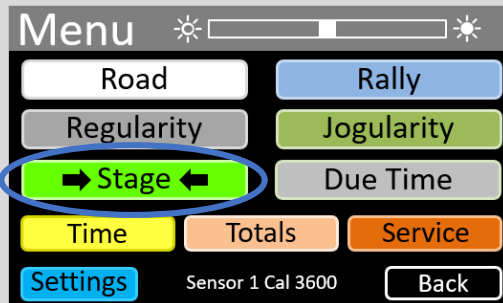 Menu
Road Rally
Regularity Jogularity
Stage Due Time
Time Totals Service
Settings Sensor 1 Cal 3600 Back